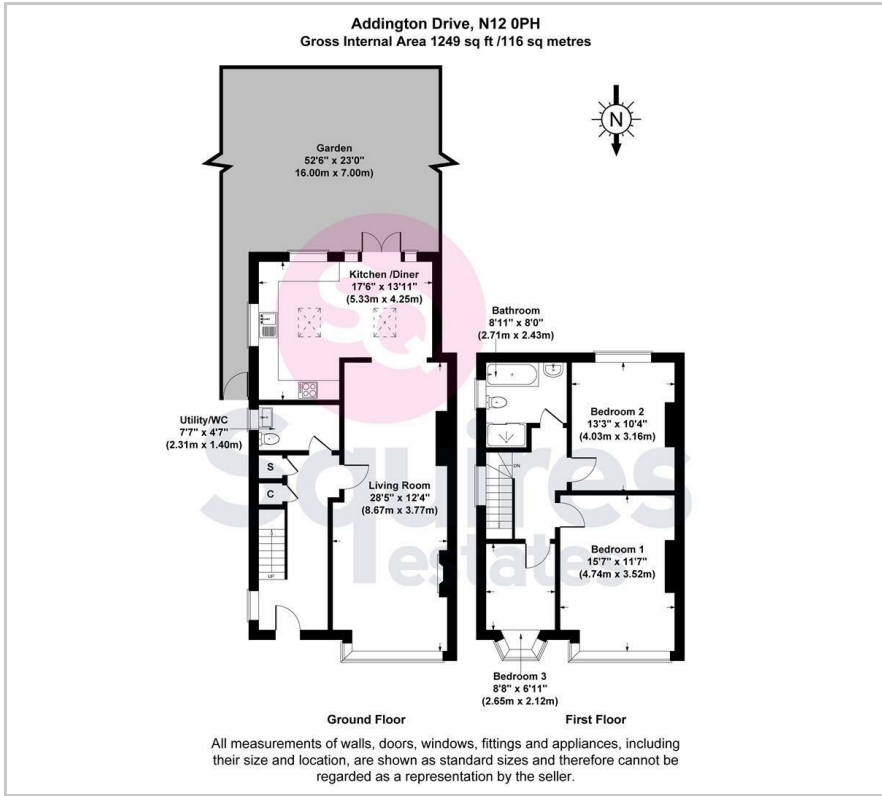 Addington Drive, N12 0PH
Gross Internal Area 1249 sq ft /116 sq metres
N
Garden
52'6" x 23'0"
16.00m x 7.00m)
Kitchen /Diner
17'6" x 13'11"
(5.33m x 4.25m)
Bathroom
8'11" x 8'0"
(2.71m x 2.43m)
Bedroom 2
13'3" x 10'4"
(4.03m x 3.16m)
Utility/WC
7'7" x 4'7"
(2.31m x 1.40m)
S
C
UP
DN
Living Room
28'5" x 12'4"
(8.67m x 3.77m)
Bedroom 1
15'7" x 11'7"
(4.74m x 3.52m)
Bedroom 3
8'8" x 6'11"
(2.65m x 2.12m)
SQ
Squires
estates
Ground Floor
First Floor
All measurements of walls, doors, windows, fittings and appliances, including
their size and location, are shown as standard sizes and therefore cannot be
regarded as a representation by the seller.